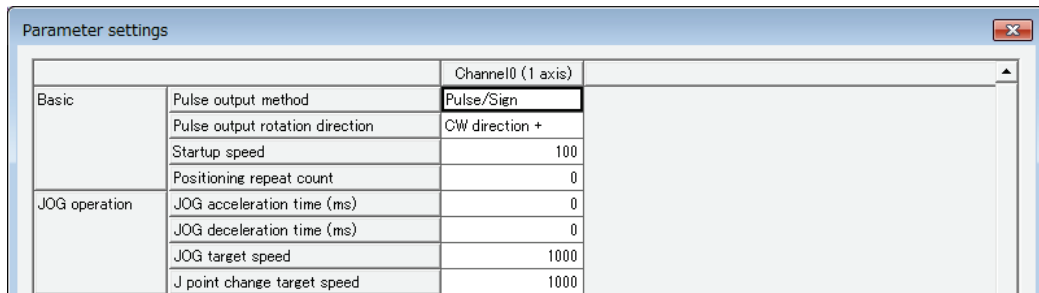 Parameter settings
Channel0 (1 axis)
Basic Pulse output method Pulse/Sign
Pulse output rotation direction CW direction +
Startup speed 100
Positioning repeat count 0
JOG operation JOG acceleration time (ms) 0
JOG deceleration time (ms) 0
JOG target speed 1000
J point change target speed 1000